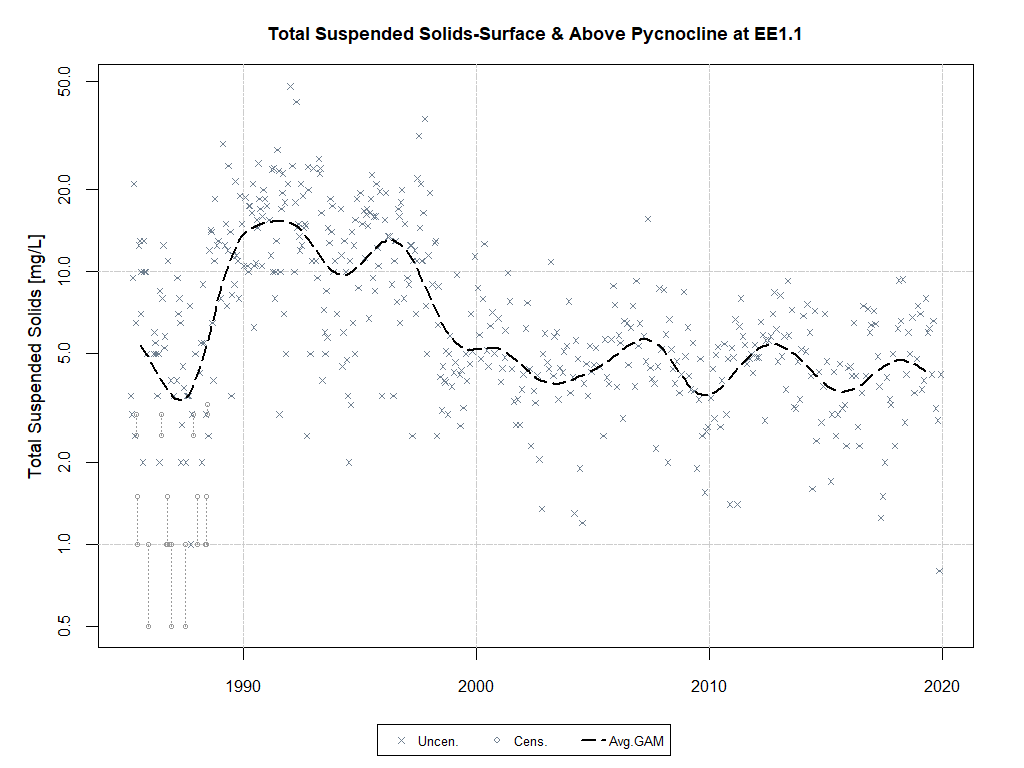 Total Suspended Solids-Surface & Above Pycnocline at EE1.1
Total Suspended Solids [mg/L]
50.0
20.0
10.0
5.0
2.0
1.0
0.5
1990 2000 2010 2020
Uncen. Cens. Avg.GAM